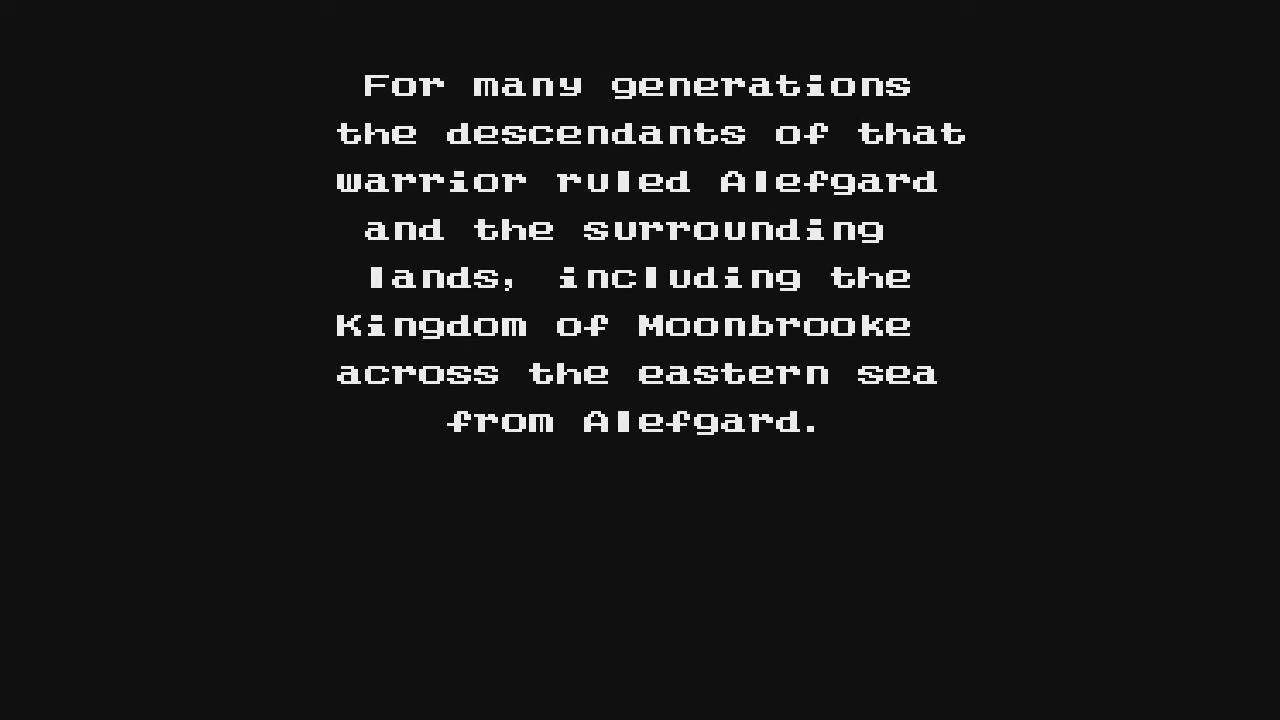 For many generations
the descendants of that
warrior ruled Alefgard
and the surrounding
lands, including the
Kingdom of Moonbrooke
across the eastern sea
from Alefgard.